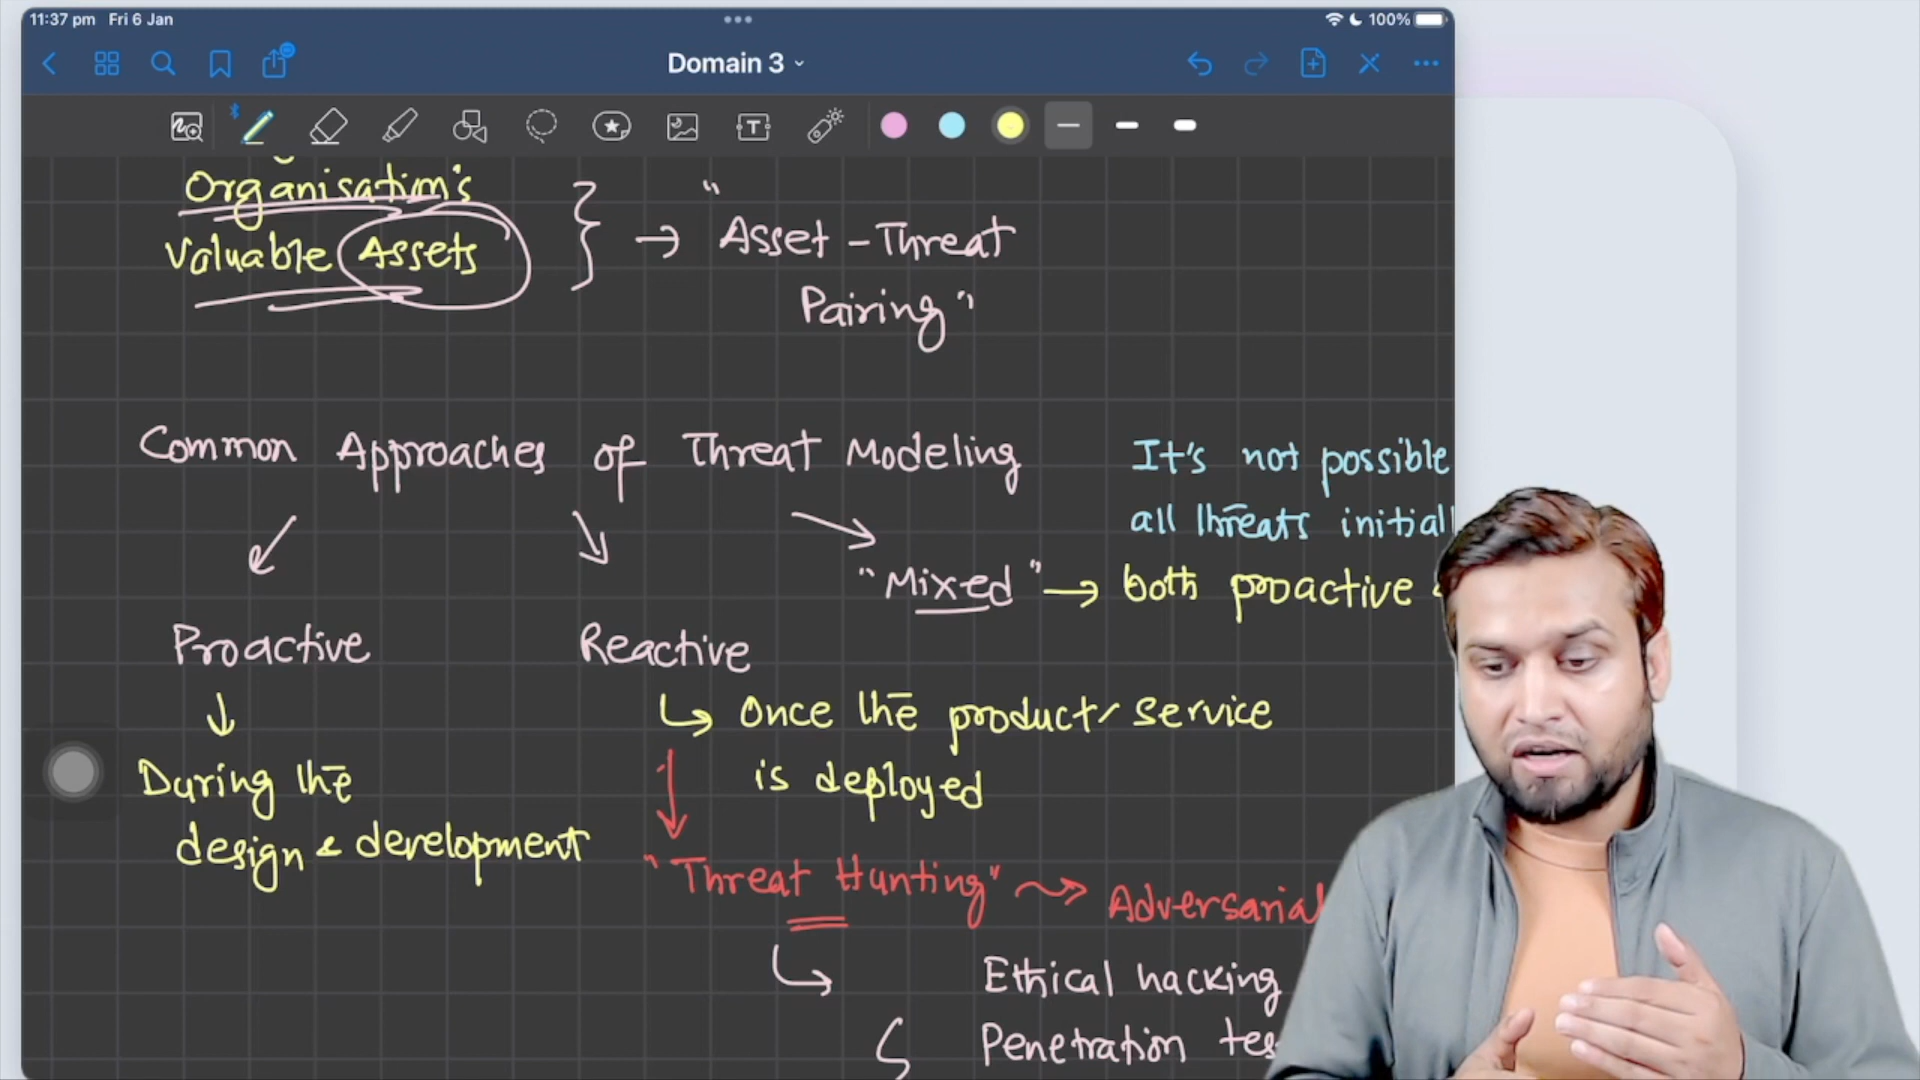 11:37 pm Fri 6 Jan
100%
Domain 3
Organisation's
Valuable Assets
"Asset - Threat
Pairing"
Common Approaches of Threat Modeling
It's not possible
all threats initial
"Mixed" → both proactive
Proactive
Reactive
Once the product/service
is deployed
During the
design & development
"Threat Hunting"
Adversarial
Ethical hacking
Penetration tes